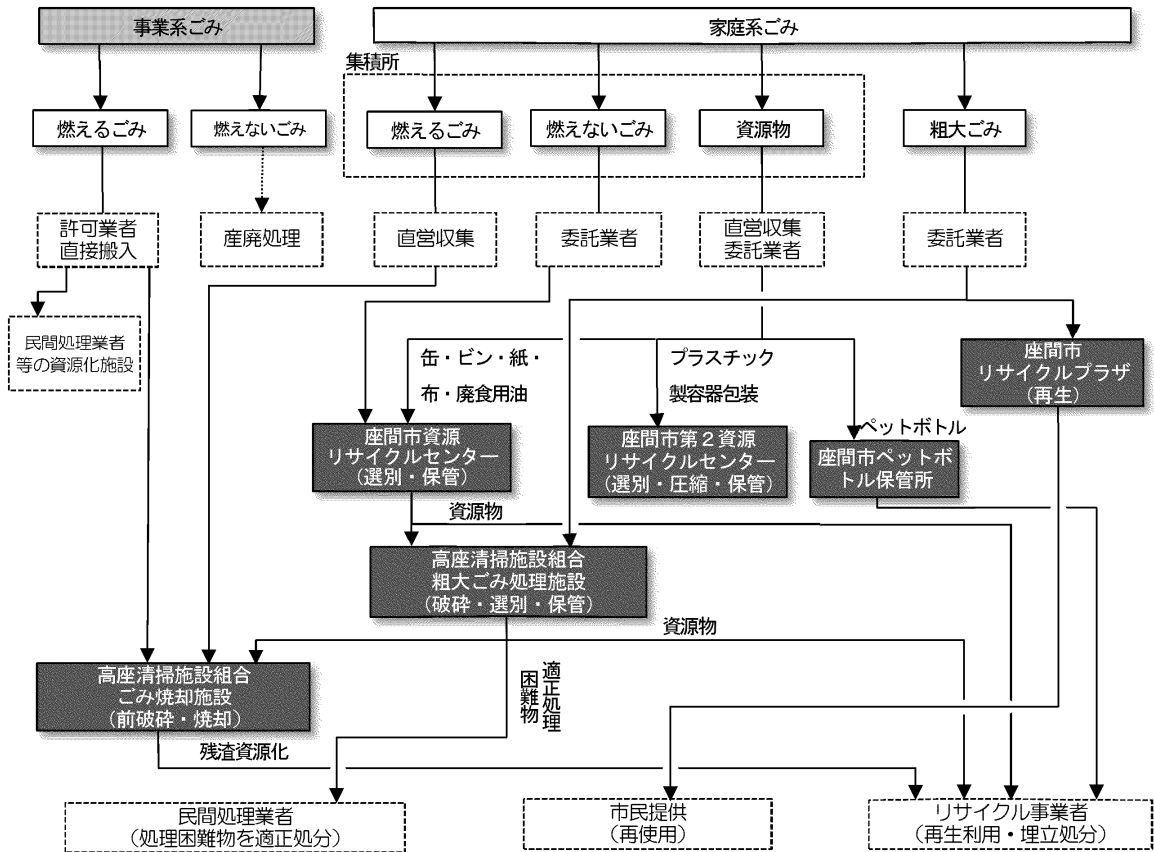 事業系ごみ
家庭系ごみ
集積所
燃えるごみ
燃えないごみ
燃えるごみ
燃えないごみ
資源物
粗大ごみ
許可業者
直接搬入
産廃処理
直営収集
委託業者
直営収集
委託業者
委託業者
民間処理業者
等の資源化施設
缶・ビン・紙・
布・廃食用油
プラスチック
製容器包装
座間市
リサイクルプラザ
(再生)
ペットボトル
座間市資源
リサイクルセンター
(選別・保管)
座間市第2資源
リサイクルセンター
(選別・圧縮・保管)
座間市ペットボ
トル保管所
資源物
高座清掃施設組合
粗大ごみ処理施設
(破砕・選別・保管)
資源物
適正処理
困難物
高座清掃施設組合
ごみ焼却施設
(前破砕・焼却)
残渣資源化
民間処理業者
(処理困難物を適正処分)
市民提供
(再使用)
リサイクル事業者
(再生利用・埋立処分)